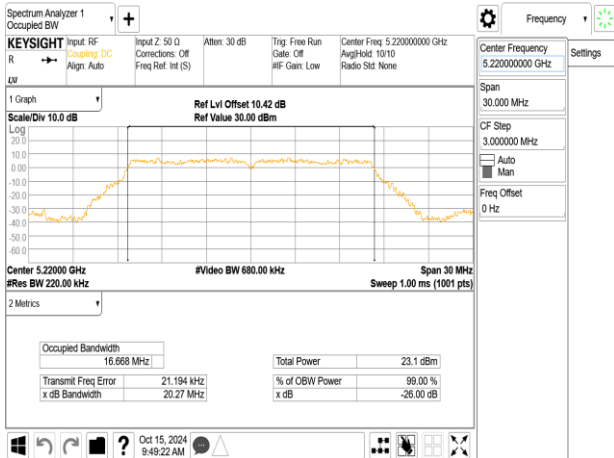 Spectrum Analyzer 1
Occupied BW
Frequency
KEYSIGHT
R
LXI
Input: RF
Coupling: DC
Align: Auto
Input Z: 50 Ω
Corrections: Off
Freq Ref: Int (S)
Atten: 30 dB
Trig: Free Run
Gate: Off
#IF Gain: Low
Center Freq: 5.220000000 GHz
Avg|Hold: 10/10
Radio Std: None
Center Frequency
5.220000000 GHz
Settings
Span
30.000 MHz
CF Step
3.000000 MHz
Auto
Man
Freq Offset
0 Hz
1 Graph
Scale/Div 10.0 dB
Ref Lvl Offset 10.42 dB
Ref Value 30.00 dBm
Log
20.0
10.0
0.00
-10.0
-20.0
-30.0
-40.0
-50.0
-60.0
Center 5.22000 GHz
#Video BW 680.00 kHz
Span 30 MHz
#Res BW 220.00 kHz
Sweep 1.00 ms (1001 pts)
2 Metrics
Occupied Bandwidth
16.668 MHz
Total Power 23.1 dBm
Transmit Freq Error 21.194 kHz
% of OBW Power 99.00 %
x dB Bandwidth 20.27 MHz
x dB -26.00 dB
?
Oct 15, 2024
9:49:22 AM